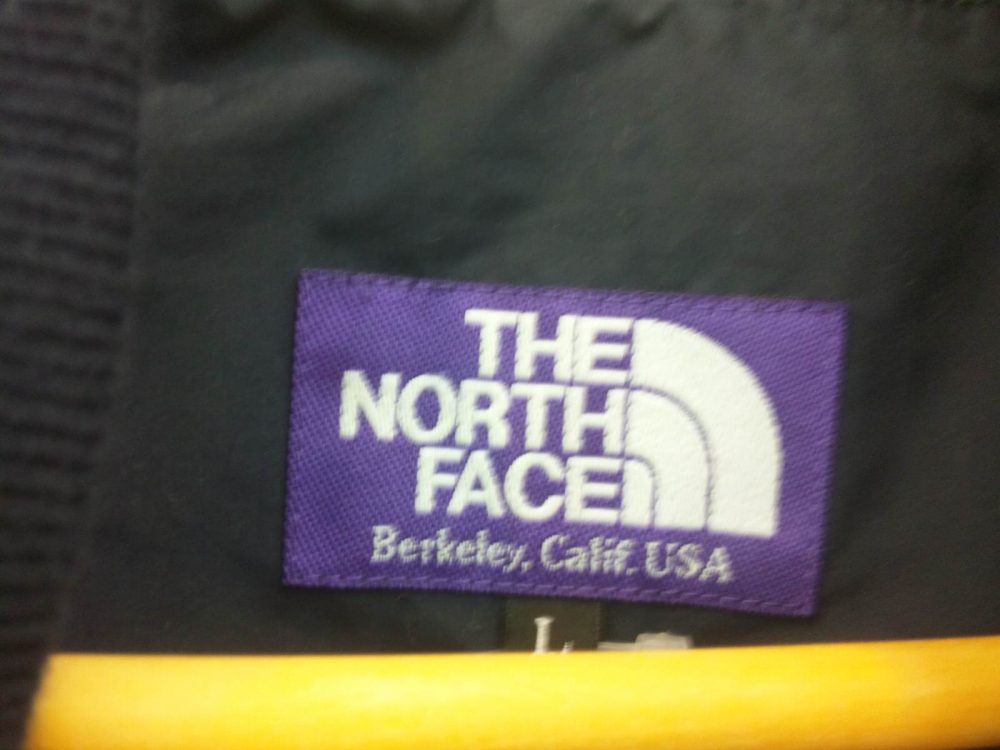 THE
NORTH
FACE
Berkeley, Calif. USA
L